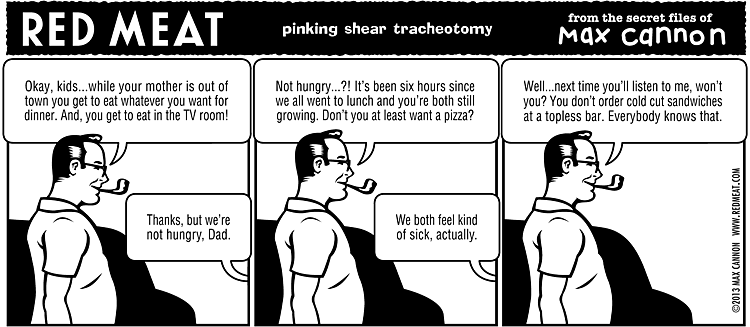 RED MEAT
pinking shear tracheotomy
from the secret files of
Max cannon
Okay, kids...while your mother is out of
town you get to eat whatever you want for
dinner. And, you get to eat in the TV room!
Thanks, but we're
not hungry, Dad.
Not hungry...?! It's been six hours since
we all went to lunch and you're both still
growing. Don't you at least want a pizza?
We both feel kind
of sick, actually.
Well...next time you'll listen to me, won't
you? You don't order cold cut sandwiches
at a topless bar. Everybody knows that.
©2013 MAX CANNON WWW.REDMEAT.COM